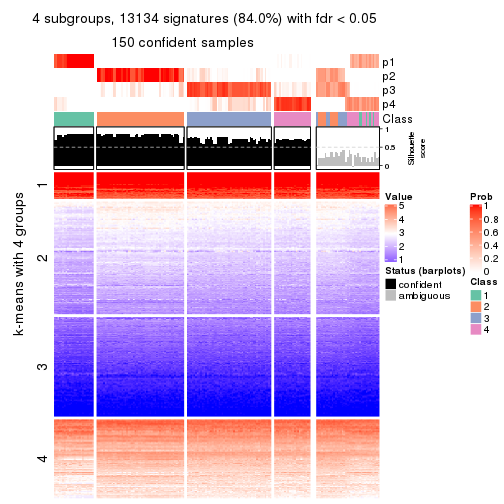 4 subgroups, 13134 signatures (84.0%) with fdr < 0.05
150 confident samples
p1
p2
p3
p4
Class
1
0.5
0
Silhouette
score
k-means with 4 groups
1
2
3
4
Value
5
4
3
2
1
Status (barplots)
confident
ambiguous
Prob
1
0.8
0.6
0.4
0.2
0
Class
1
2
3
4